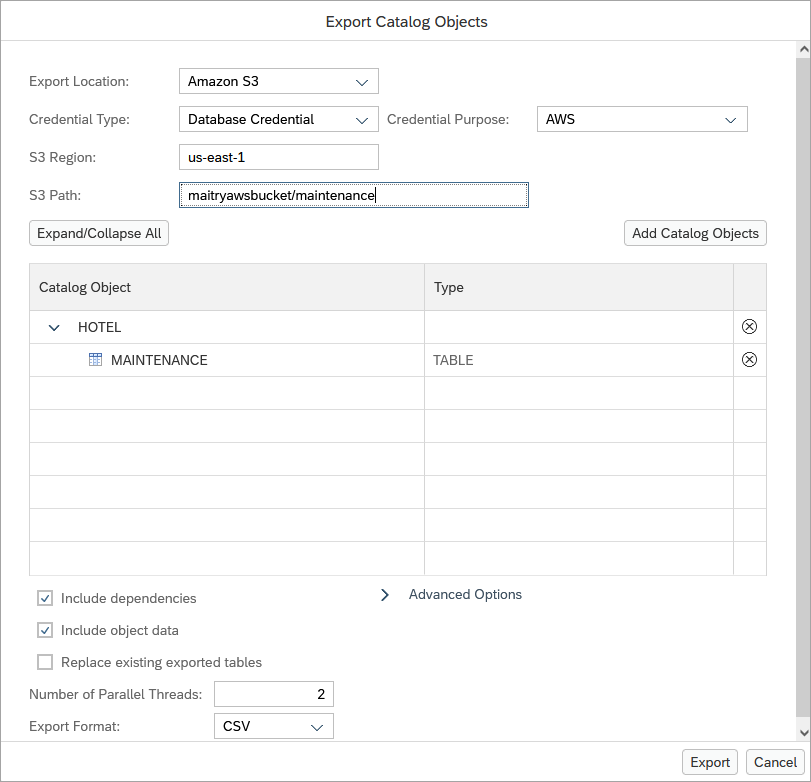 Export Catalog Objects
Export Location: Amazon S3
Credential Type: Database Credential Credential Purpose: AWS
S3 Region: us-east-1
S3 Path: maitryawsbucket/maintenance
Expand/Collapse All Add Catalog Objects
Catalog Object Type
HOTEL
MAINTENANCE TABLE
Include dependencies Advanced Options
Include object data
Replace existing exported tables
Number of Parallel Threads: 2
Export Format: CSV
Export Cancel